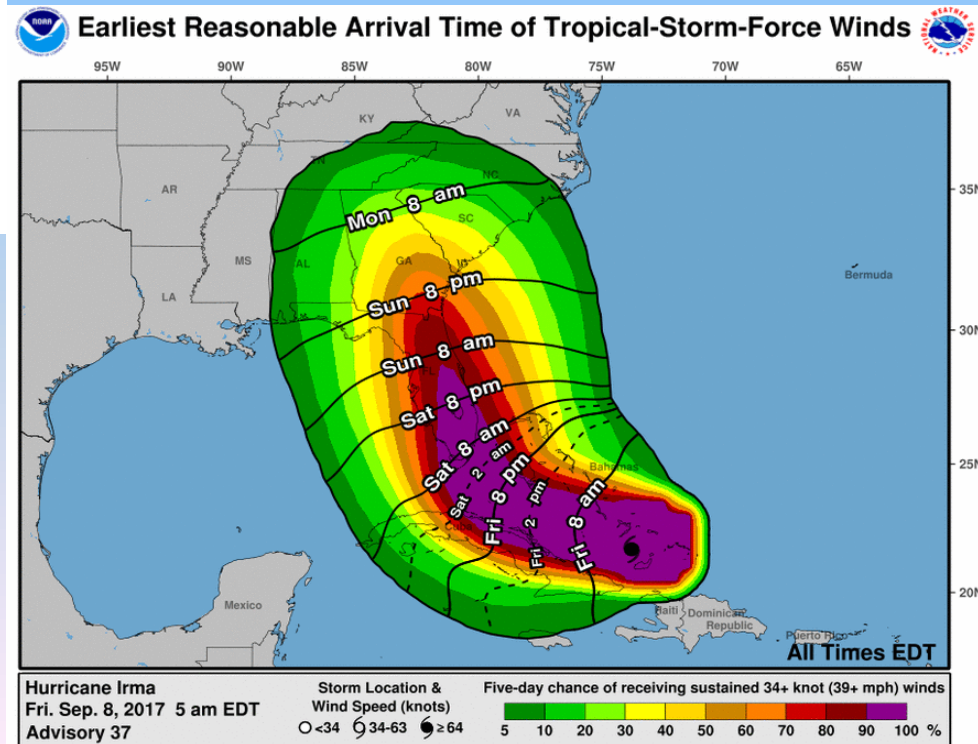 Earliest Reasonable Arrival Time of Tropical-Storm-Force Winds
NOAA
95W 90W 85W 80W 75W 70W 65W
KY
VA
TN
NC
AR
35N
Mon 8 am
SC
MS
AL
GA
Bermuda
LA
Sun 8 pm
30N
Sun 8 am
FL
Sat 8 pm
Sat 8 am
Sat 2 am
Bahamas
25N
Fri 8 pm
Fri 2 pm
Fri 8 am
Cuba
Mexico
20N
Haiti
Dominican
Republic
Puerto Rico
All Times EDT
Hurricane Irma
Fri. Sep. 8, 2017 5 am EDT
Advisory 37
Storm Location &
Wind Speed (knots)
<34 34-63 ≥64
Five-day chance of receiving sustained 34+ knot (39+ mph) winds
5 10 20 30 40 50 60 70 80 90 100 %